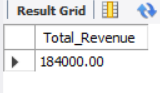 Result Grid
Total_Revenue
184000.00